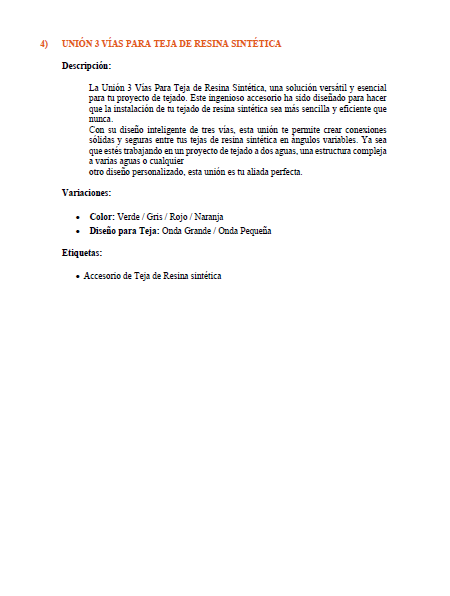 4) UNIÓN 3 VÍAS PARA TEJA DE RESINA SINTÉTICA
Descripción:
La Unión 3 Vías Para Teja de Resina Sintética, una solución versátil y esencial
para tu proyecto de tejado. Este ingenioso accesorio ha sido diseñado para hacer
que la instalación de tu tejado de resina sintética sea más sencilla y eficiente que
nunca.
Con su diseño inteligente de tres vías, esta unión te permite crear conexiones
sólidas y seguras entre tus tejas de resina sintética en ángulos variables. Ya sea
que estés trabajando en un proyecto de tejado a dos aguas, una estructura compleja
a varias aguas o cualquier
otro diseño personalizado, esta unión es tu aliada perfecta.
Variaciones:
• Color: Verde / Gris / Rojo / Naranja
• Diseño para Teja: Onda Grande / Onda Pequeña
Etiquetas:
• Accesorio de Teja de Resina sintética